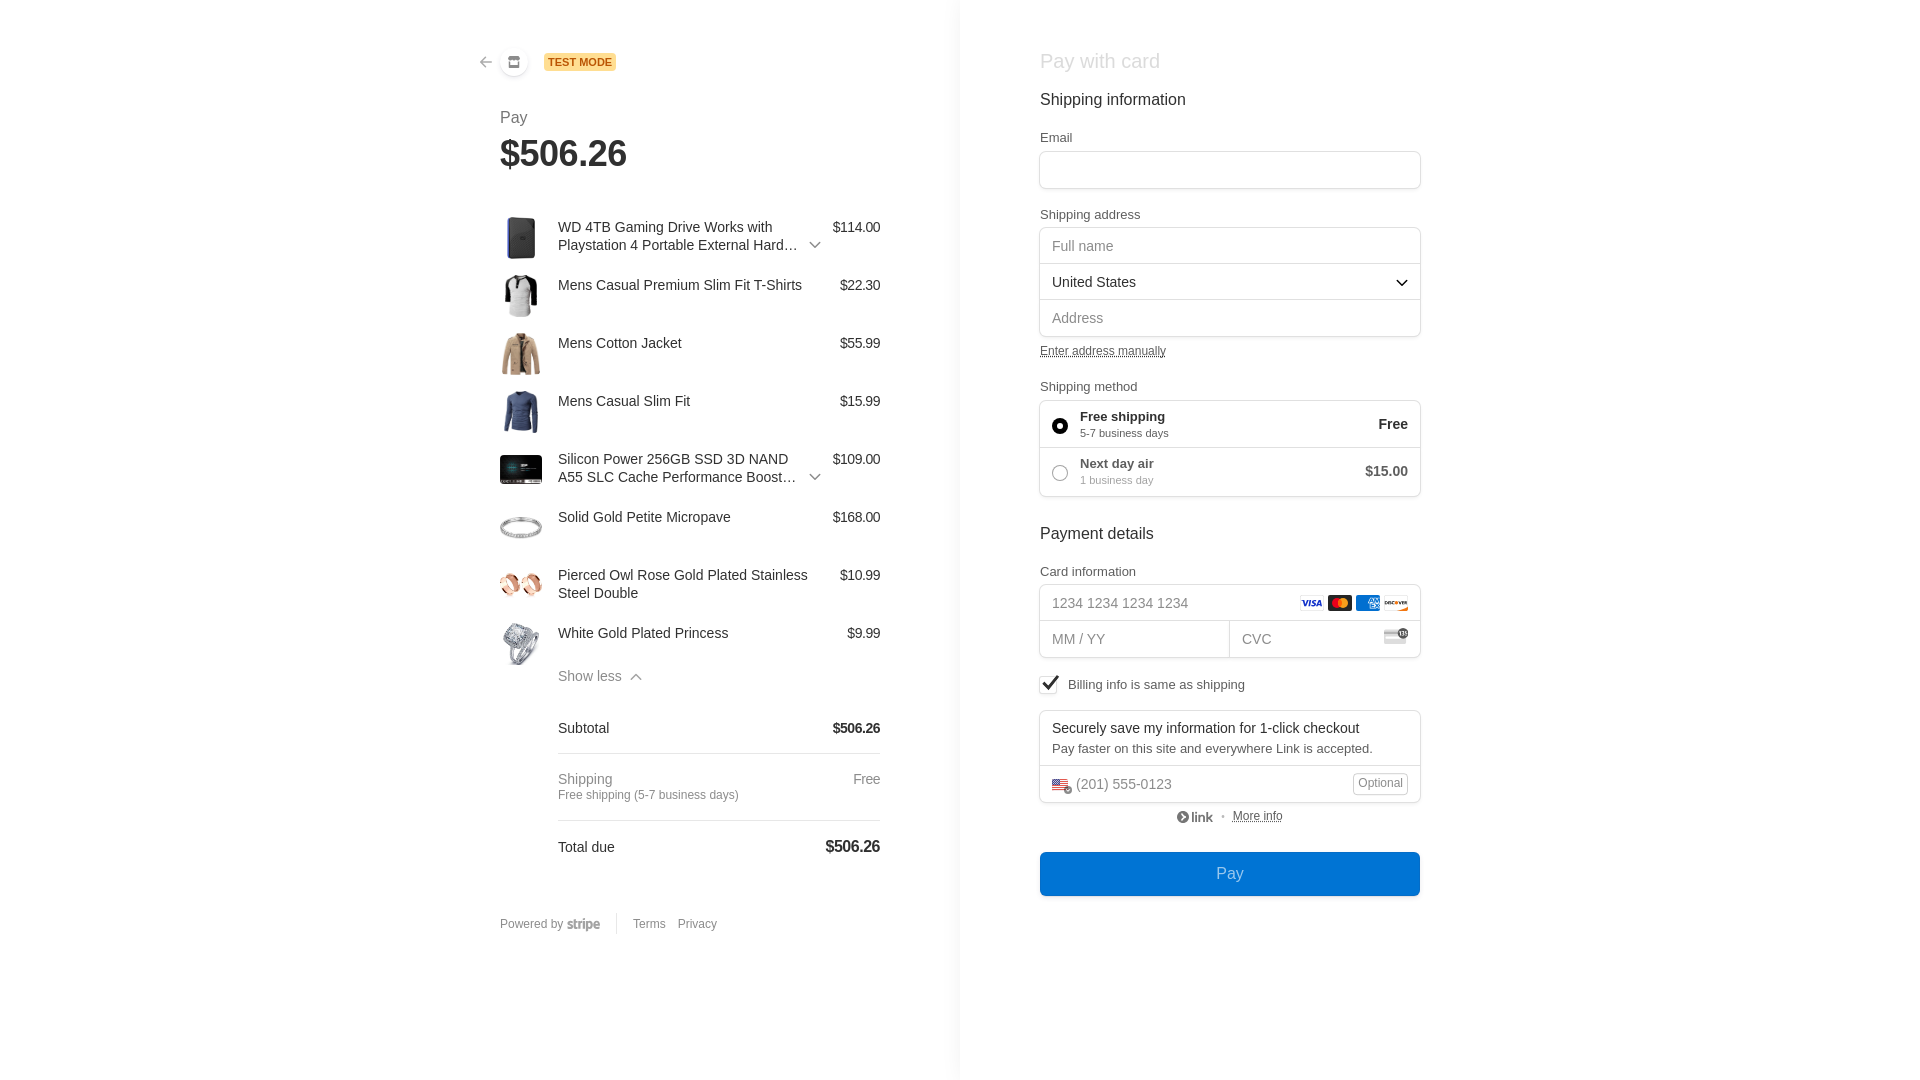 TEST MODE
Pay
$506.26
WD 4TB Gaming Drive Works with $114.00
Playstation 4 Portable External Hard…
Mens Casual Premium Slim Fit T-Shirts $22.30
Mens Cotton Jacket $55.99
Mens Casual Slim Fit $15.99
Silicon Power 256GB SSD 3D NAND $109.00
A55 SLC Cache Performance Boost…
Solid Gold Petite Micropave $168.00
Pierced Owl Rose Gold Plated Stainless $10.99
Steel Double
White Gold Plated Princess $9.99
Show less
Subtotal $506.26
Shipping Free
Free shipping (5-7 business days)
Total due $506.26
Powered by stripe Terms Privacy
Pay with card
Shipping information
Email
Shipping address
Full name
United States
Address
Enter address manually
Shipping method
Free shipping Free
5-7 business days
Next day air $15.00
1 business day
Payment details
Card information
1234 1234 1234 1234 VISA AMEX DISCOVER
MM / YY CVC 135
Billing info is same as shipping
Securely save my information for 1-click checkout
Pay faster on this site and everywhere Link is accepted.
(201) 555-0123 Optional
link • More info
Pay